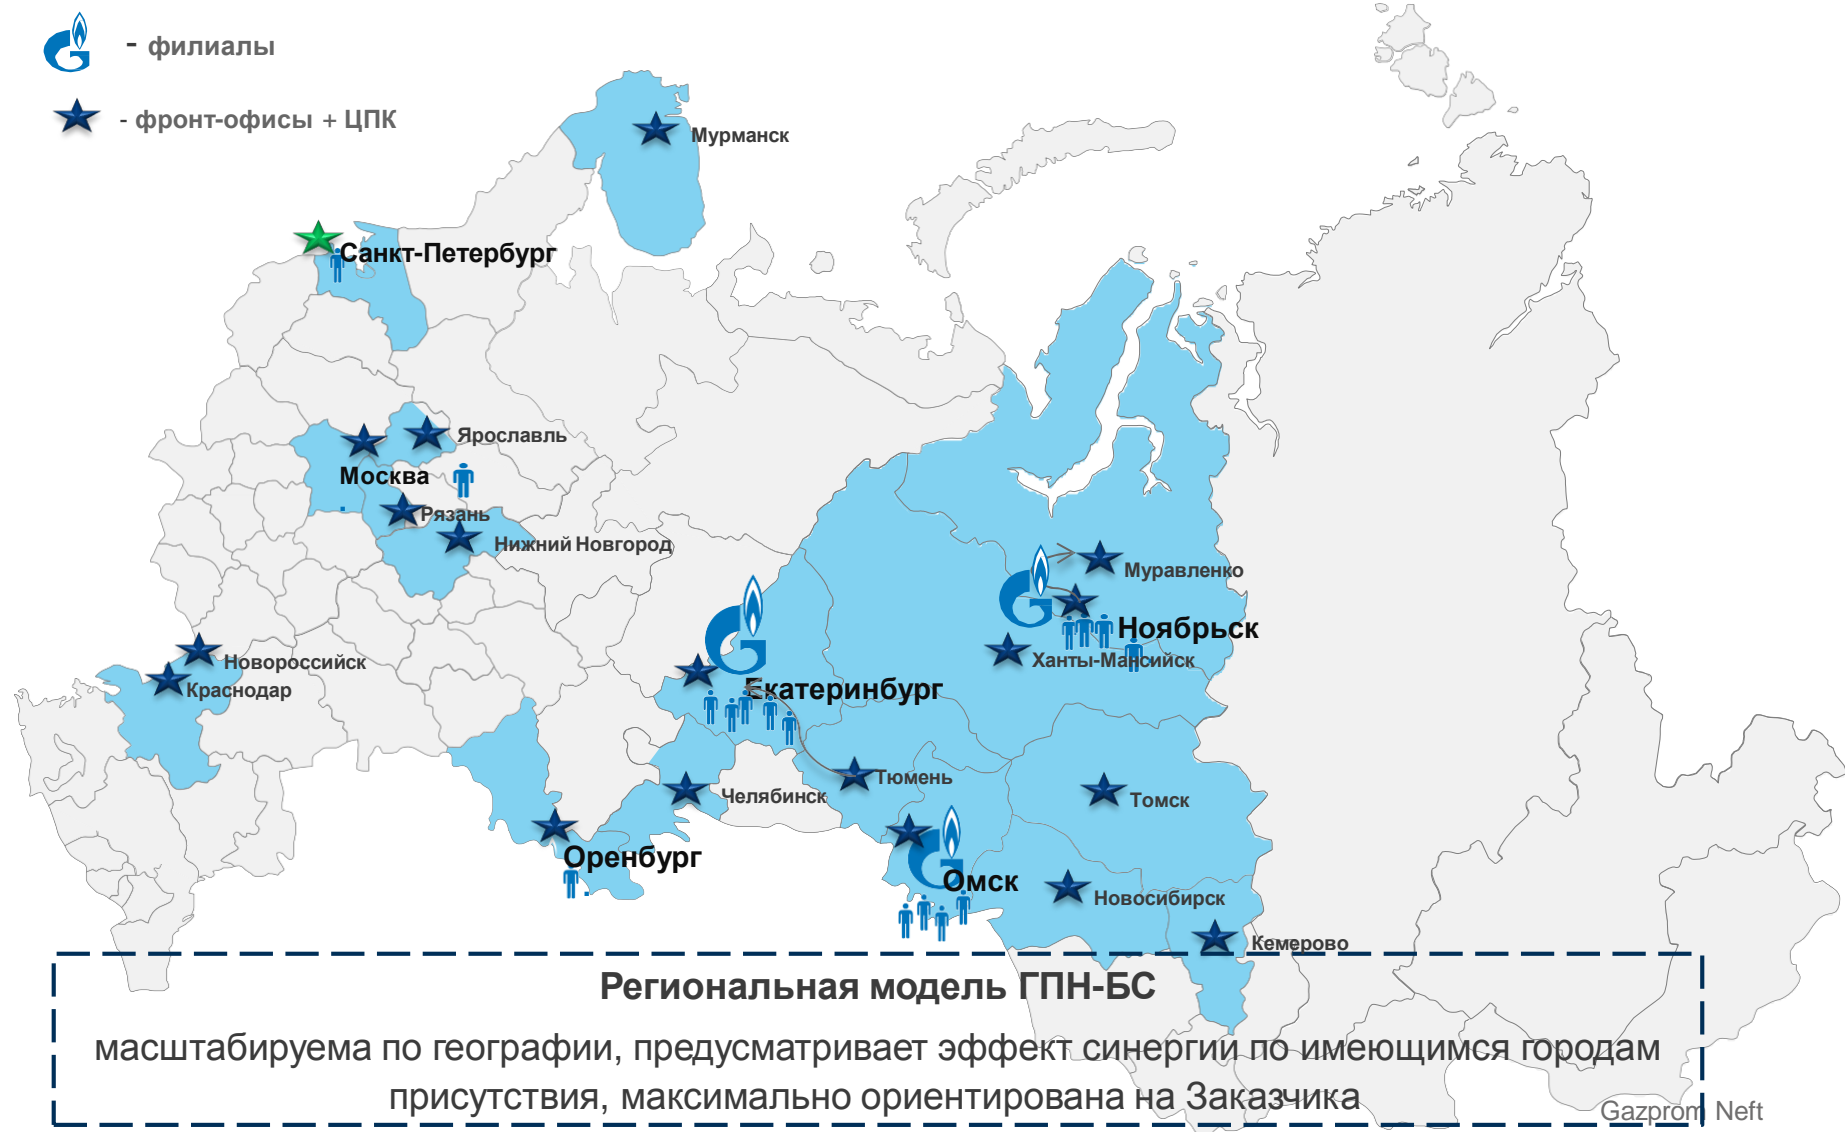 - филиалы
- фронт-офисы + ЦПК
Мурманск
Санкт-Петербург
Ярославль
Москва
Рязань
Нижний Новгород
Муравленко
Ноябрьск
Ханты-Мансийск
Новороссийск
Краснодар
Екатеринбург
Тюмень
Челябинск
Томск
Оренбург
Омск
Новосибирск
Кемерово
Региональная модель ГПН-БС
масштабируема по географии, предусматривает эффект синергии по имеющимся городам
присутствия, максимально ориентирована на Заказчика
Gazprom Neft